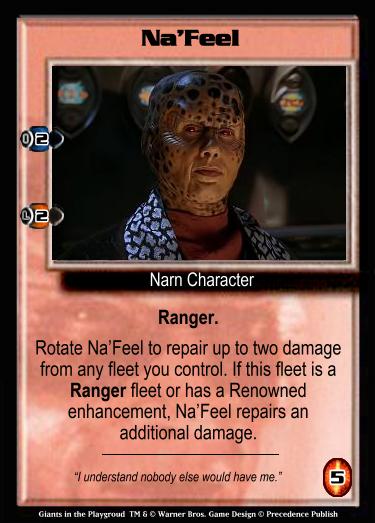 Na'Feel
D 2
L 2
Narn Character
Ranger.
Rotate Na'Feel to repair up to two damage
from any fleet you control. If this fleet is a
Ranger fleet or has a Renowned
enhancement, Na'Feel repairs an
additional damage.
"I understand nobody else would have me."
5
Giants in the Playgroud TM & © Warner Bros. Game Design © Precedence Publish